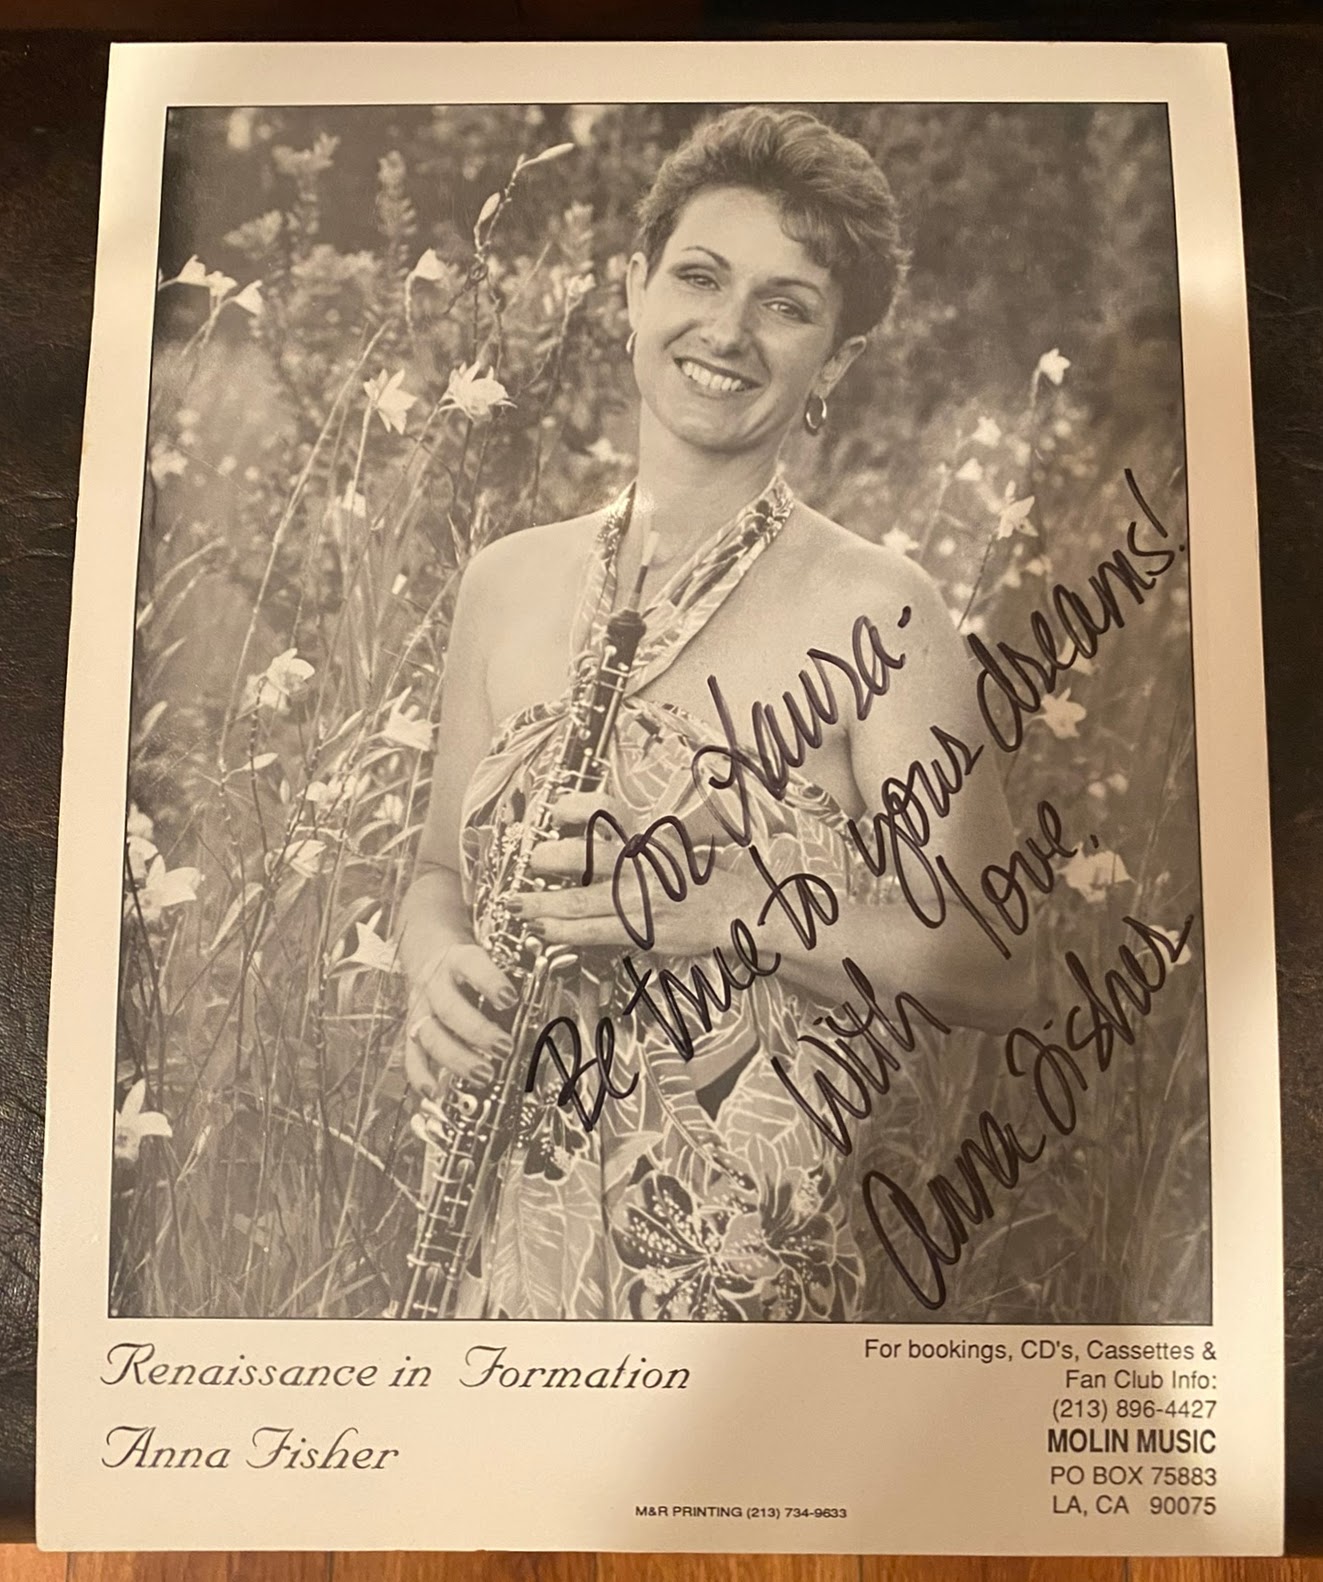 For Laura-
Be true to your dreams!
With love,
Anna Fisher
Renaissance in Formation
Anna Fisher
For bookings, CD's, Cassettes &
Fan Club Info:
(213) 896-4427
MOLIN MUSIC
PO BOX 75883
LA, CA 90075
M&R PRINTING (213) 734-9633